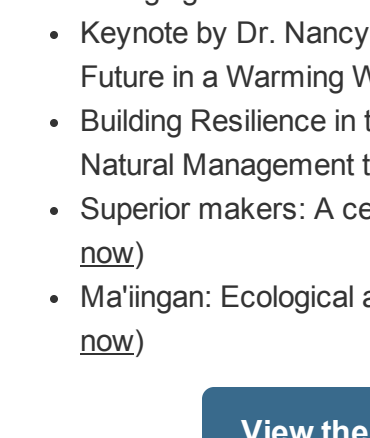 Keynote by Dr. Nancy
Future in a Warming
Building Resilience in
Natural Management
Superior makers: A
now)
Ma'iingan: Ecological
now)
View the